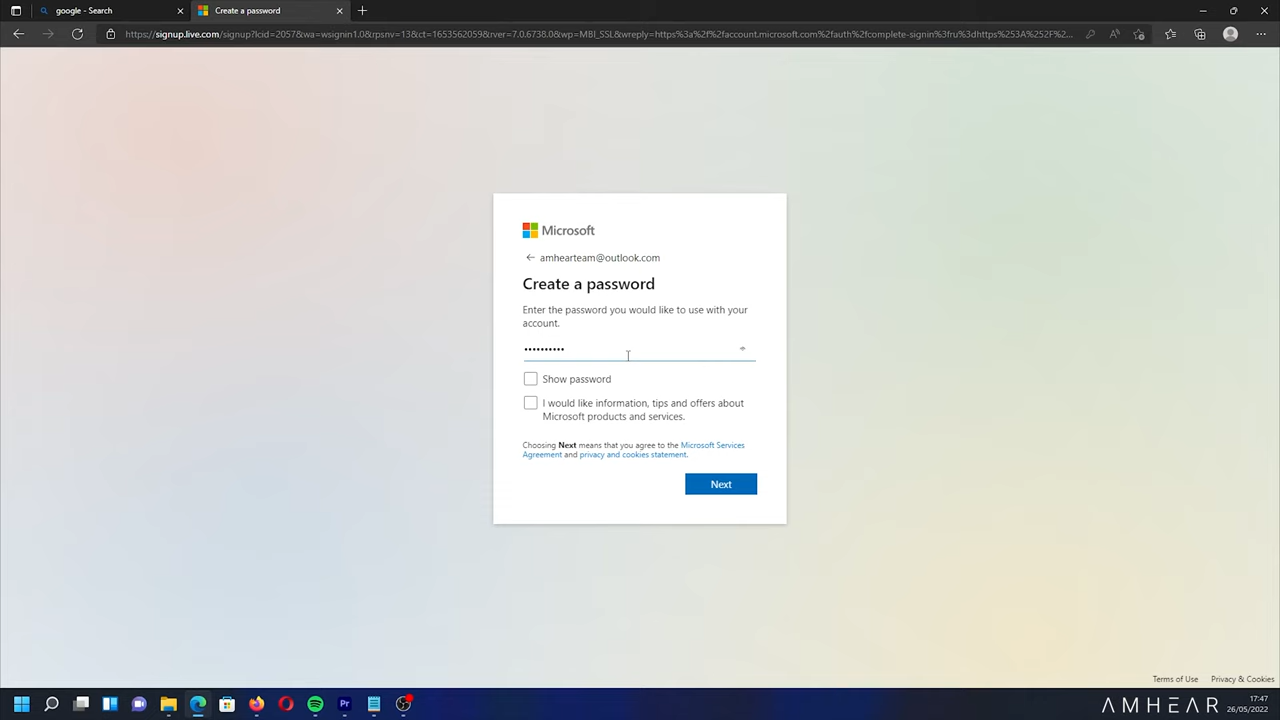 google - Search
Create a password
https://signup.live.com/signup?lcid=2057&wa=wsignin1.0&rpsnv=13&ct=1653562059&rver=7.0.6738.0&wp=MBI_SSL&wreply=https%3a%2f%2faccount.microsoft.com%2fauth%2fcomplete-signin%3fru%3dhttps%253A%252F%2...
Microsoft
amhearteam@outlook.com
Create a password
Enter the password you would like to use with your
account.
••••••••••
Show password
I would like information, tips and offers about
Microsoft products and services.
Choosing Next means that you agree to the Microsoft Services
Agreement and privacy and cookies statement.
Next
Terms of Use Privacy & Cookies
Pr
AMHEAR
17:47
26/05/2022